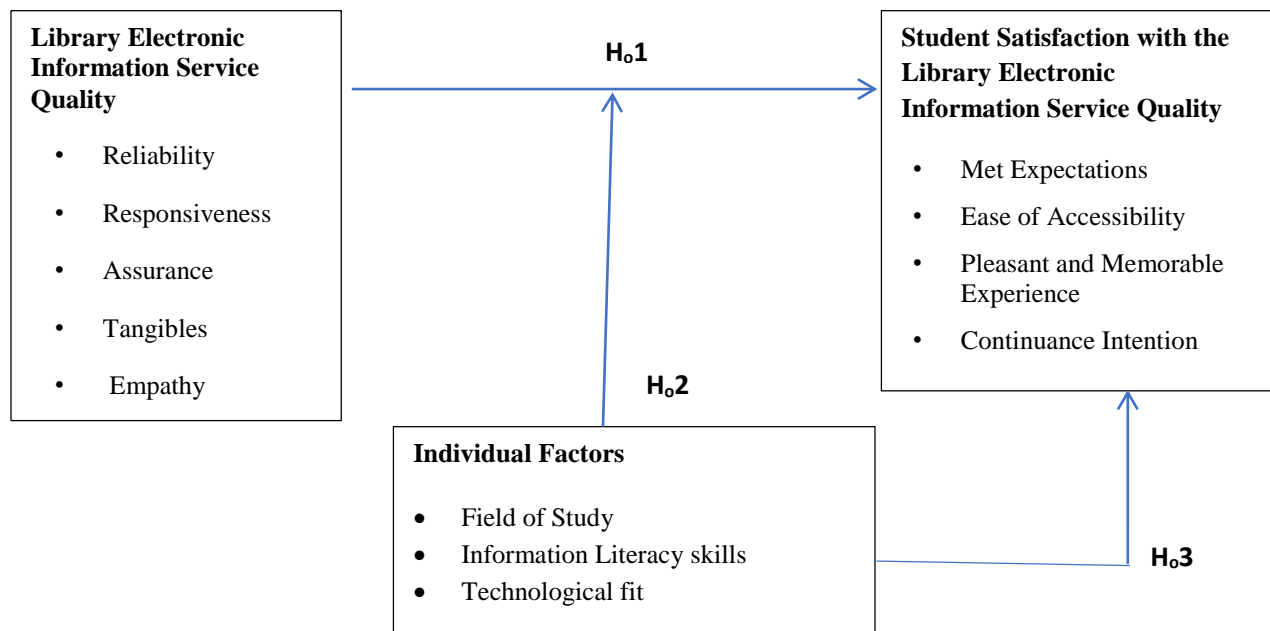 Library Electronic
Information Service
Quality
• Reliability
• Responsiveness
• Assurance
• Tangibles
• Empathy
Hₒ1
Student Satisfaction with the
Library Electronic
Information Service Quality
• Met Expectations
• Ease of Accessibility
• Pleasant and Memorable
Experience
• Continuance Intention
Hₒ2
Individual Factors
• Field of Study
• Information Literacy skills
• Technological fit
Hₒ3